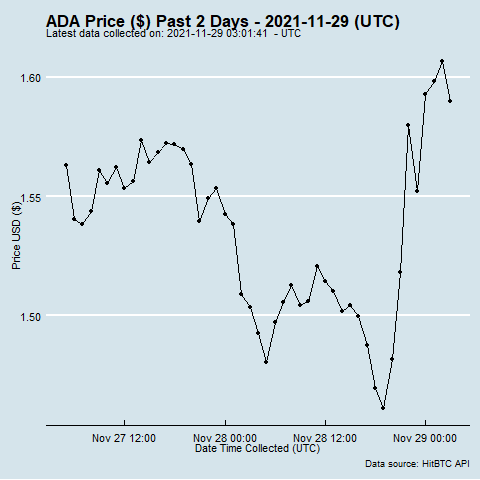 ADA Price ($) Past 2 Days - 2021-11-29 (UTC)
Latest data collected on: 2021-11-29 03:01:41 - UTC
1.60
1.55
1.50
Price USD ($)
Nov 27 12:00 Nov 28 00:00 Nov 28 12:00 Nov 29 00:00
Date Time Collected (UTC)
Data source: HitBTC API